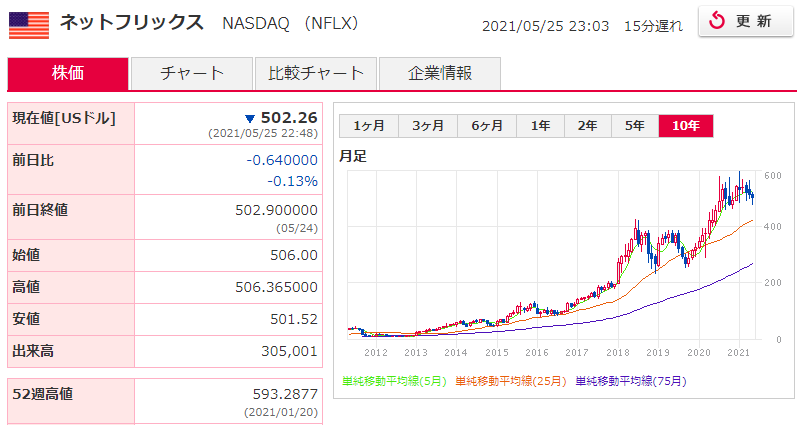 ネットフリックス NASDAQ （NFLX）
2021/05/25 23:03 15分遅れ
更 新
株価 チャート 比較チャート 企業情報
現在値[USドル] ▼ 502.26
(2021/05/25 22:48)
前日比 -0.640000
-0.13%
前日終値 502.900000
(05/24)
始値 506.00
高値 506.365000
安値 501.52
出来高 305,001
52週高値 593.2877
(2021/01/20)
1ヶ月 3ヶ月 6ヶ月 1年 2年 5年 10年
月足
600
400
200
0
2012 2013 2014 2015 2016 2017 2018 2019 2020 2021
単純移動平均線(5月) 単純移動平均線(25月) 単純移動平均線(75月)